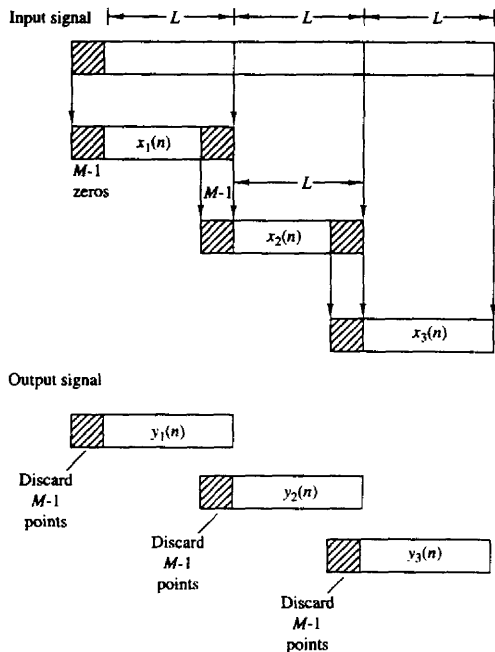 Input signal
L
L
L
x₁(n)
M-1
zeros
M-1
L
x₂(n)
x₃(n)
Output signal
y₁(n)
Discard
M-1
points
y₂(n)
Discard
M-1
points
y₃(n)
Discard
M-1
points